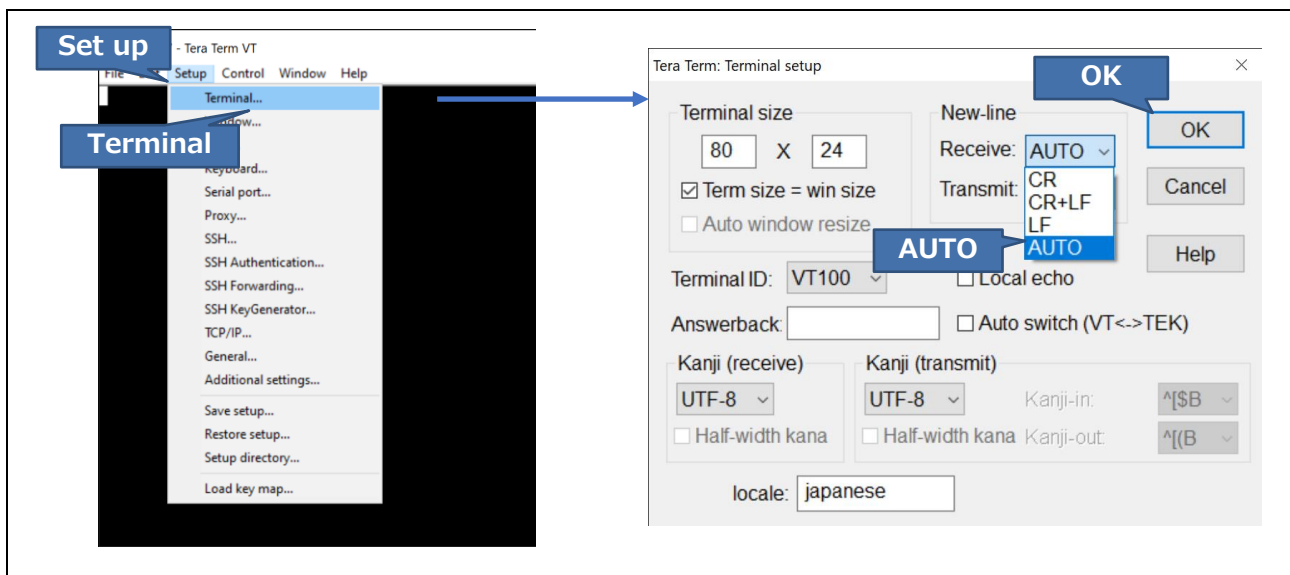 Set up
- Tera Term VT
File Setup Control Window Help
Terminal...
Terminal
Keyboard...
Serial port...
Proxy...
SSH...
SSH Authentication...
SSH Forwarding...
SSH KeyGenerator...
TCP/IP...
General...
Additional settings...
Save setup...
Restore setup...
Setup directory...
Load key map...
Tera Term: Terminal setup
OK
Terminal size
80 X 24
Term size = win size
Auto window resize
New-line
Receive: AUTO
Transmit:
CR
CR+LF
LF
AUTO
AUTO
OK
Cancel
Help
Terminal ID: VT100
Local echo
Answerback:
Auto switch (VT<->TEK)
Kanji (receive)
UTF-8
Half-width kana
Kanji (transmit)
UTF-8
Half-width kana
Kanji-in: ^[$B
Kanji-out: ^[(B
locale: japanese